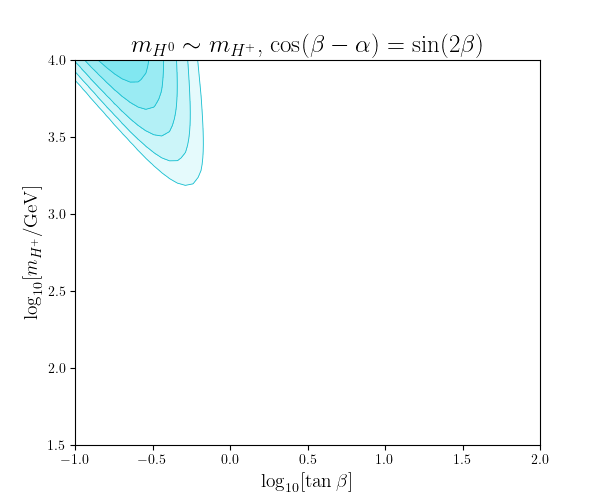 m_{H^0} ∼ m_{H^+}, cos(β − α) = sin(2β)
4.0
3.5
3.0
2.5
2.0
1.5
log_{10}[m_{H^+}/GeV]
−1.0 −0.5 0.0 0.5 1.0 1.5 2.0
log_{10}[tan β]